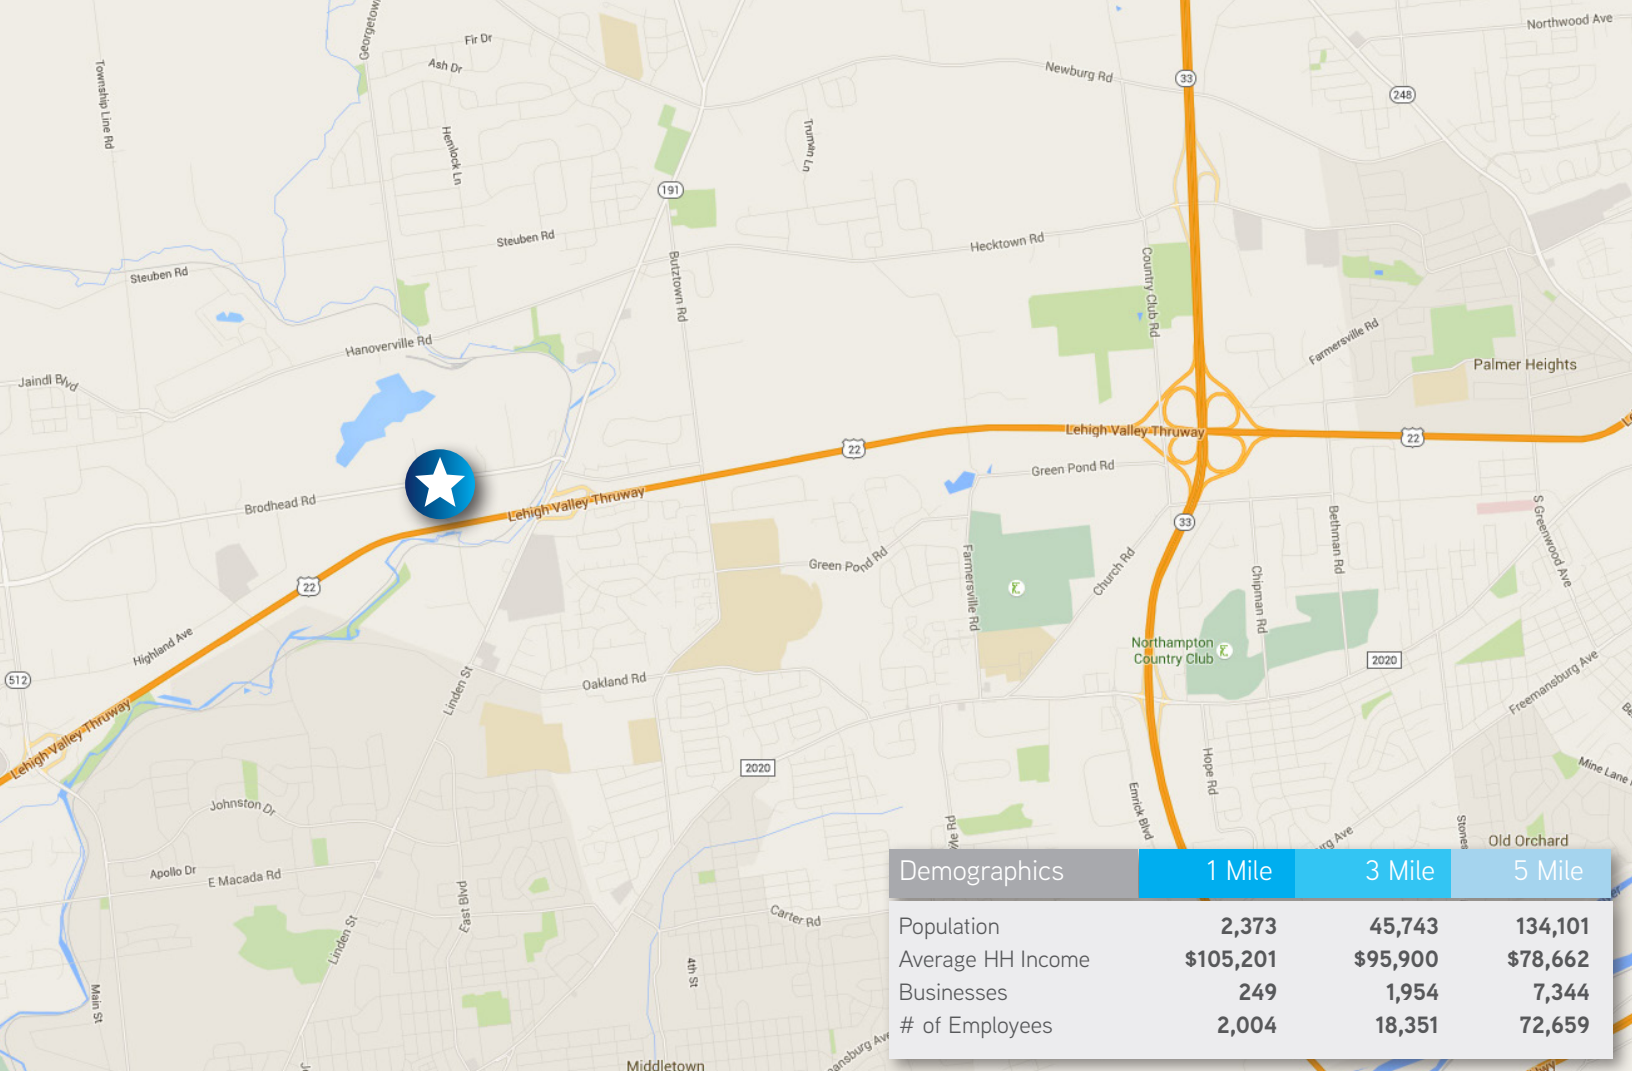 Georgetown
Fir Dr
Northwood Ave
Ash Dr
Newburg Rd
33
248
Township Line Rd
Hemlock Ln
Truman Ln
191
Steuben Rd
Hecktown Rd
Steuben Rd
Butztown Rd
Country Club Rd
Hanoverville Rd
Farmersville Rd
Palmer Heights
Jaindl Blvd
Lehigh Valley Thruway
22
22
Green Pond Rd
Brodhead Rd
Lehigh Valley Thruway
S Greenwood Ave
33
Bethman Rd
Green Pond Rd
Farmersville Rd
Church Rd
Chipman Rd
22
Highland Ave
Northampton
Country Club
2020
512
Linden St
Oakland Rd
Freemansburg Ave
Lehigh Valley Thruway
2020
Hope Rd
Mine Lane
Emrick Blvd
Johnston Dr
Old Orchard
Apollo Dr
E Macada Rd
East Blvd
Carter Rd
Linden St
4th St
Main St
Middletown
Demographics 1 Mile 3 Mile 5 Mile
Population 2,373 45,743 134,101
Average HH Income $105,201 $95,900 $78,662
Businesses 249 1,954 7,344
# of Employees 2,004 18,351 72,659